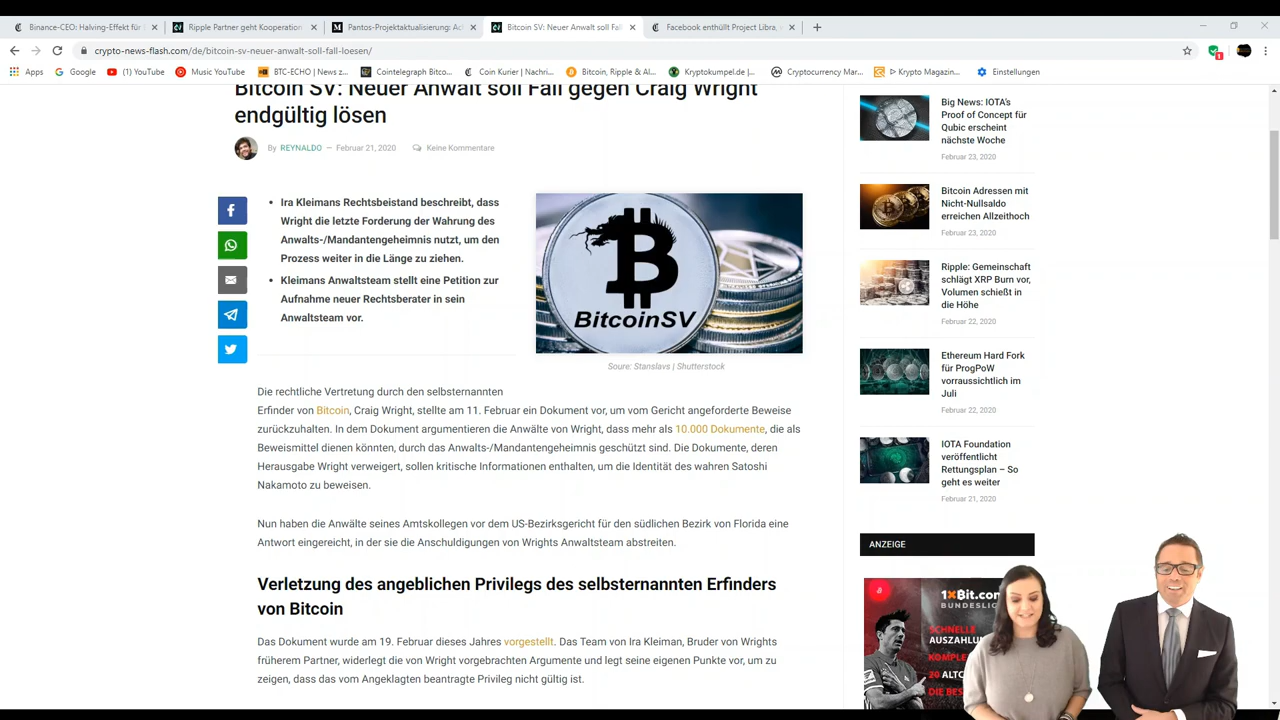 Binance-CEO: Halving-Effekt für
Ripple Partner geht Kooperation
Pantos-Projektaktualisierung: Ac
Bitcoin SV: Neuer Anwalt soll Fal
Facebook enthüllt Project Libra, v
crypto-news-flash.com/de/bitcoin-sv-neuer-anwalt-soll-fall-loesen/
1
Apps
Google
(1) YouTube
Music YouTube
BTC-ECHO | News z...
Cointelegraph Bitco...
Coin Kurier | Nachri...
Bitcoin, Ripple & Al...
Kryptokumpel.de |...
Cryptocurrency Mar...
ᐅ Krypto Magazin...
Einstellungen
Bitcoin SV: Neuer Anwalt soll Fall gegen Craig Wright
endgültig lösen
By REYNALDO — Februar 21, 2020 Keine Kommentare
Ira Kleimans Rechtsbeistand beschreibt, dass
Wright die letzte Forderung der Wahrung des
Anwalts-/Mandantengeheimnis nutzt, um den
Prozess weiter in die Länge zu ziehen.
Kleimans Anwaltsteam stellt eine Petition zur
Aufnahme neuer Rechtsberater in sein
Anwaltsteam vor.
BitcoinSV
Soure: Stanslavs | Shutterstock
Die rechtliche Vertretung durch den selbsternannten
Erfinder von Bitcoin, Craig Wright, stellte am 11. Februar ein Dokument vor, um vom Gericht angeforderte Beweise
zurückzuhalten. In dem Dokument argumentieren die Anwälte von Wright, dass mehr als 10.000 Dokumente, die als
Beweismittel dienen könnten, durch das Anwalts-/Mandantengeheimnis geschützt sind. Die Dokumente, deren
Herausgabe Wright verweigert, sollen kritische Informationen enthalten, um die Identität des wahren Satoshi
Nakamoto zu beweisen.
Nun haben die Anwälte seines Amtskollegen vor dem US-Bezirksgericht für den südlichen Bezirk von Florida eine
Antwort eingereicht, in der sie die Anschuldigungen von Wrights Anwaltsteam abstreiten.
Verletzung des angeblichen Privilegs des selbsternannten Erfinders
von Bitcoin
Das Dokument wurde am 19. Februar dieses Jahres vorgestellt. Das Team von Ira Kleiman, Bruder von Wrights
früherem Partner, widerlegt die von Wright vorgebrachten Argumente und legt seine eigenen Punkte vor, um zu
zeigen, dass das vom Angeklagten beantragte Privileg nicht gültig ist.
Big News: IOTA's
Proof of Concept für
Qubic erscheint
nächste Woche
Februar 23, 2020
Bitcoin Adressen mit
Nicht-Nullsaldo
erreichen Allzeithoch
Februar 23, 2020
Ripple: Gemeinschaft
schlägt XRP Burn vor,
Volumen schießt in
die Höhe
Februar 22, 2020
Ethereum Hard Fork
für ProgPoW
vorraussichtlich im
Juli
Februar 22, 2020
IOTA Foundation
veröffentlicht
Rettungsplan – So
geht es weiter
Februar 21, 2020
ANZEIGE
1XBit.com
BUNDESLIG
SCHNELLE
AUSZAHLUN
KOMPLE
20 ALTC
DIE BES